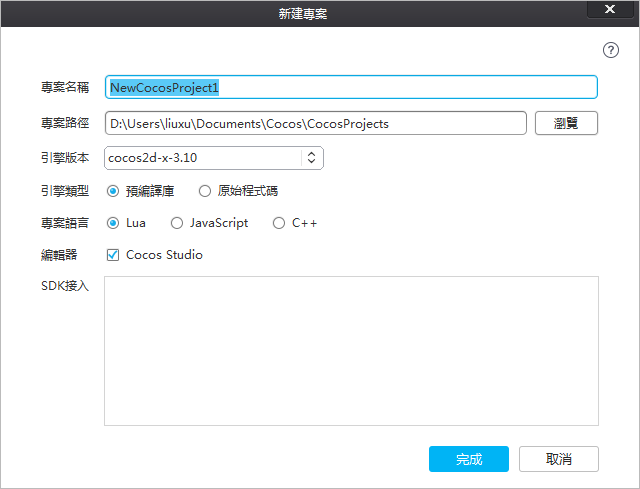 新建專案
?
專案名稱 NewCocosProject1
專案路徑 D:\Users\liuxu\Documents\Cocos\CocosProjects 瀏覽
引擎版本 cocos2d-x-3.10
引擎類型 預編譯庫 原始程式碼
專案語言 Lua JavaScript C++
編輯器 Cocos Studio
SDK接入
完成 取消